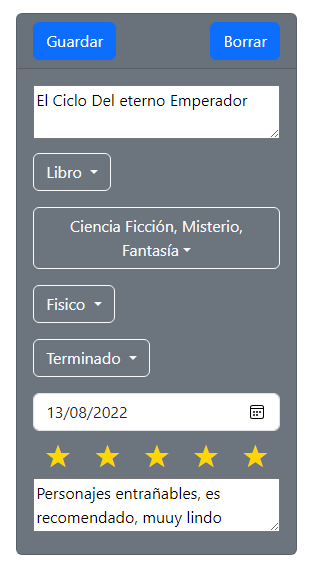 Guardar Borrar
El Ciclo Del eterno Emperador
Libro
Ciencia Ficción, Misterio,
Fantasía
Fisico
Terminado
13/08/2022
Personajes entrañables, es
recomendado, muuy lindo